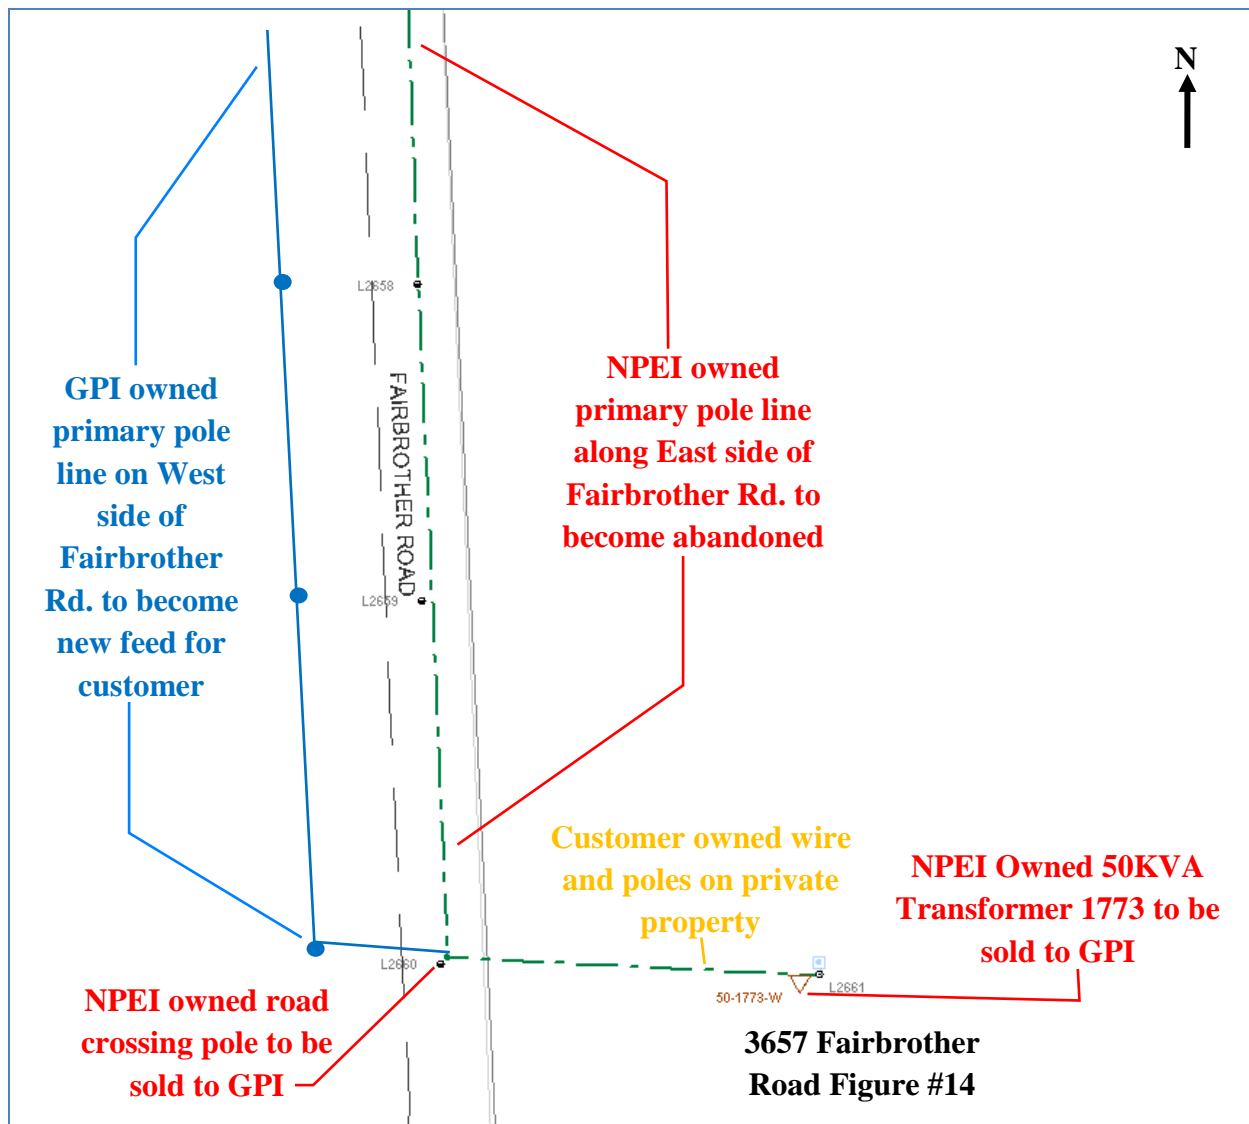 N
L2658
FAIRBROTHER ROAD
GPI owned
primary pole
line on West
side of
Fairbrother
Rd. to become
new feed for
customer
NPEI owned
primary pole line
along East side of
Fairbrother Rd. to
become abandoned
L2659
Customer owned wire
and poles on private
property
NPEI Owned 50KVA
Transformer 1773 to be
sold to GPI
L2660
L2661
50-1773-W
NPEI owned road
crossing pole to be
sold to GPI
3657 Fairbrother
Road Figure #14